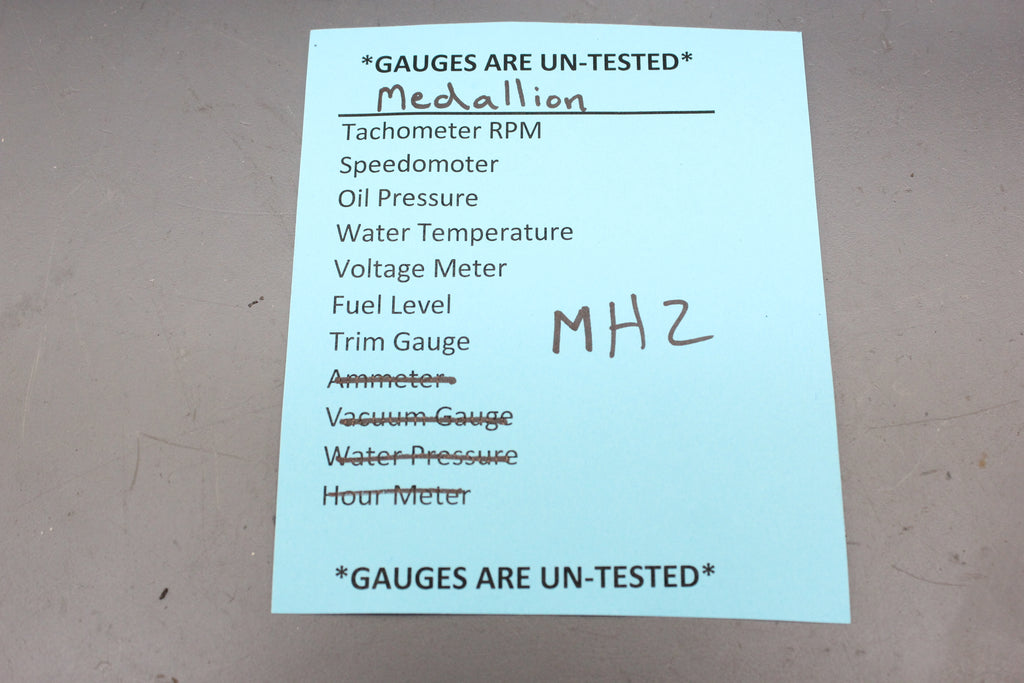 *GAUGES ARE UN-TESTED*
Medallion
Tachometer RPM
Speedomoter
Oil Pressure
Water Temperature
Voltage Meter
Fuel Level
Trim Gauge
MHZ
Ammeter
Vacuum Gauge
Water Pressure
Hour Meter
*GAUGES ARE UN-TESTED*